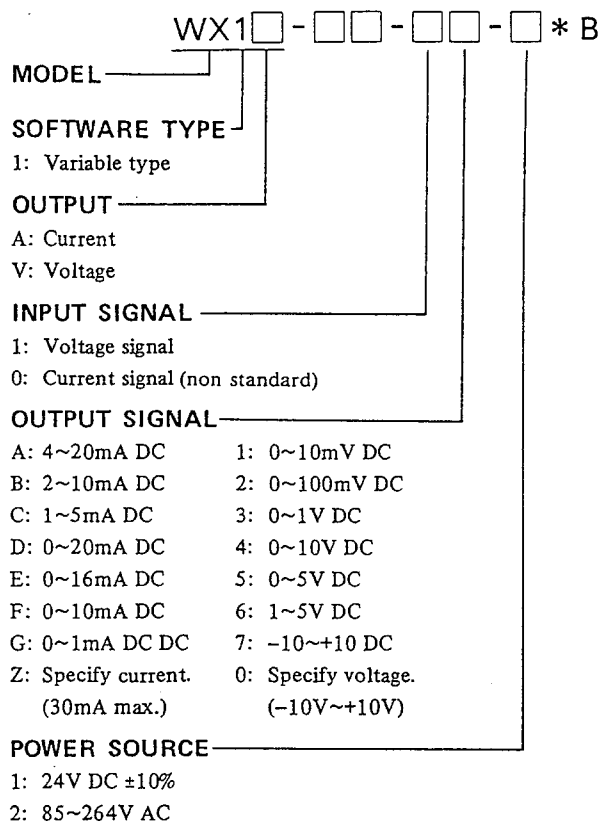 WX1□-□□-□□-□*B
MODEL
SOFTWARE TYPE
1: Variable type
OUTPUT
A: Current
V: Voltage
INPUT SIGNAL
1: Voltage signal
0: Current signal (non standard)
OUTPUT SIGNAL
A: 4~20mA DC 1: 0~10mV DC
B: 2~10mA DC 2: 0~100mV DC
C: 1~5mA DC 3: 0~1V DC
D: 0~20mA DC 4: 0~10V DC
E: 0~16mA DC 5: 0~5V DC
F: 0~10mA DC 6: 1~5V DC
G: 0~1mA DC DC 7: –10~+10 DC
Z: Specify current. 0: Specify voltage.
(30mA max.) (–10V~+10V)
POWER SOURCE
1: 24V DC ±10%
2: 85~264V AC